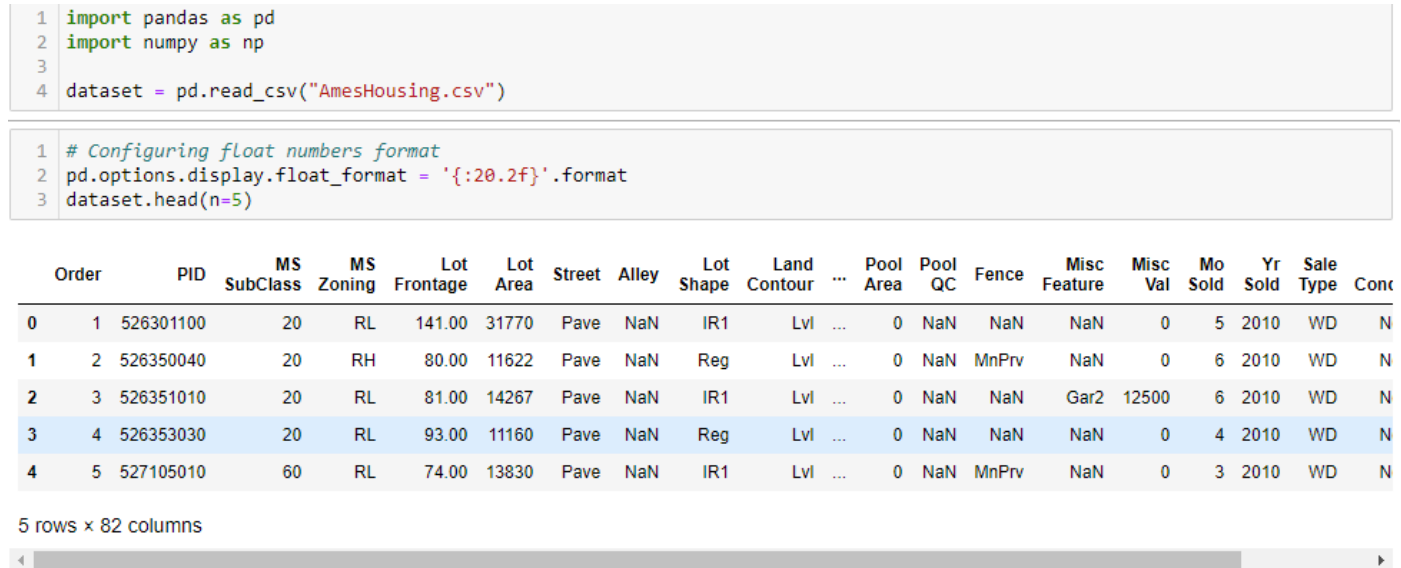 1 import pandas as pd
2 import numpy as np
3
4 dataset = pd.read_csv("AmesHousing.csv")
1 # Configuring float numbers format
2 pd.options.display.float_format = '{:20.2f}'.format
3 dataset.head(n=5)
Order PID MS SubClass MS Zoning Lot Frontage Lot Area Street Alley Lot Shape Land Contour ... Pool Area Pool QC Fence Misc Feature Misc Val Mo Sold Yr Sold Sale Type
0 1 526301100 20 RL 141.00 31770 Pave NaN IR1 Lvl ... 0 NaN NaN NaN 0 5 2010 WD
1 2 526350040 20 RH 80.00 11622 Pave NaN Reg Lvl ... 0 NaN MnPrv NaN 0 6 2010 WD
2 3 526351010 20 RL 81.00 14267 Pave NaN IR1 Lvl ... 0 NaN NaN Gar2 12500 6 2010 WD
3 4 526353030 20 RL 93.00 11160 Pave NaN Reg Lvl ... 0 NaN NaN NaN 0 4 2010 WD
4 5 527105010 60 RL 74.00 13830 Pave NaN IR1 Lvl ... 0 NaN MnPrv NaN 0 3 2010 WD
5 rows × 82 columns